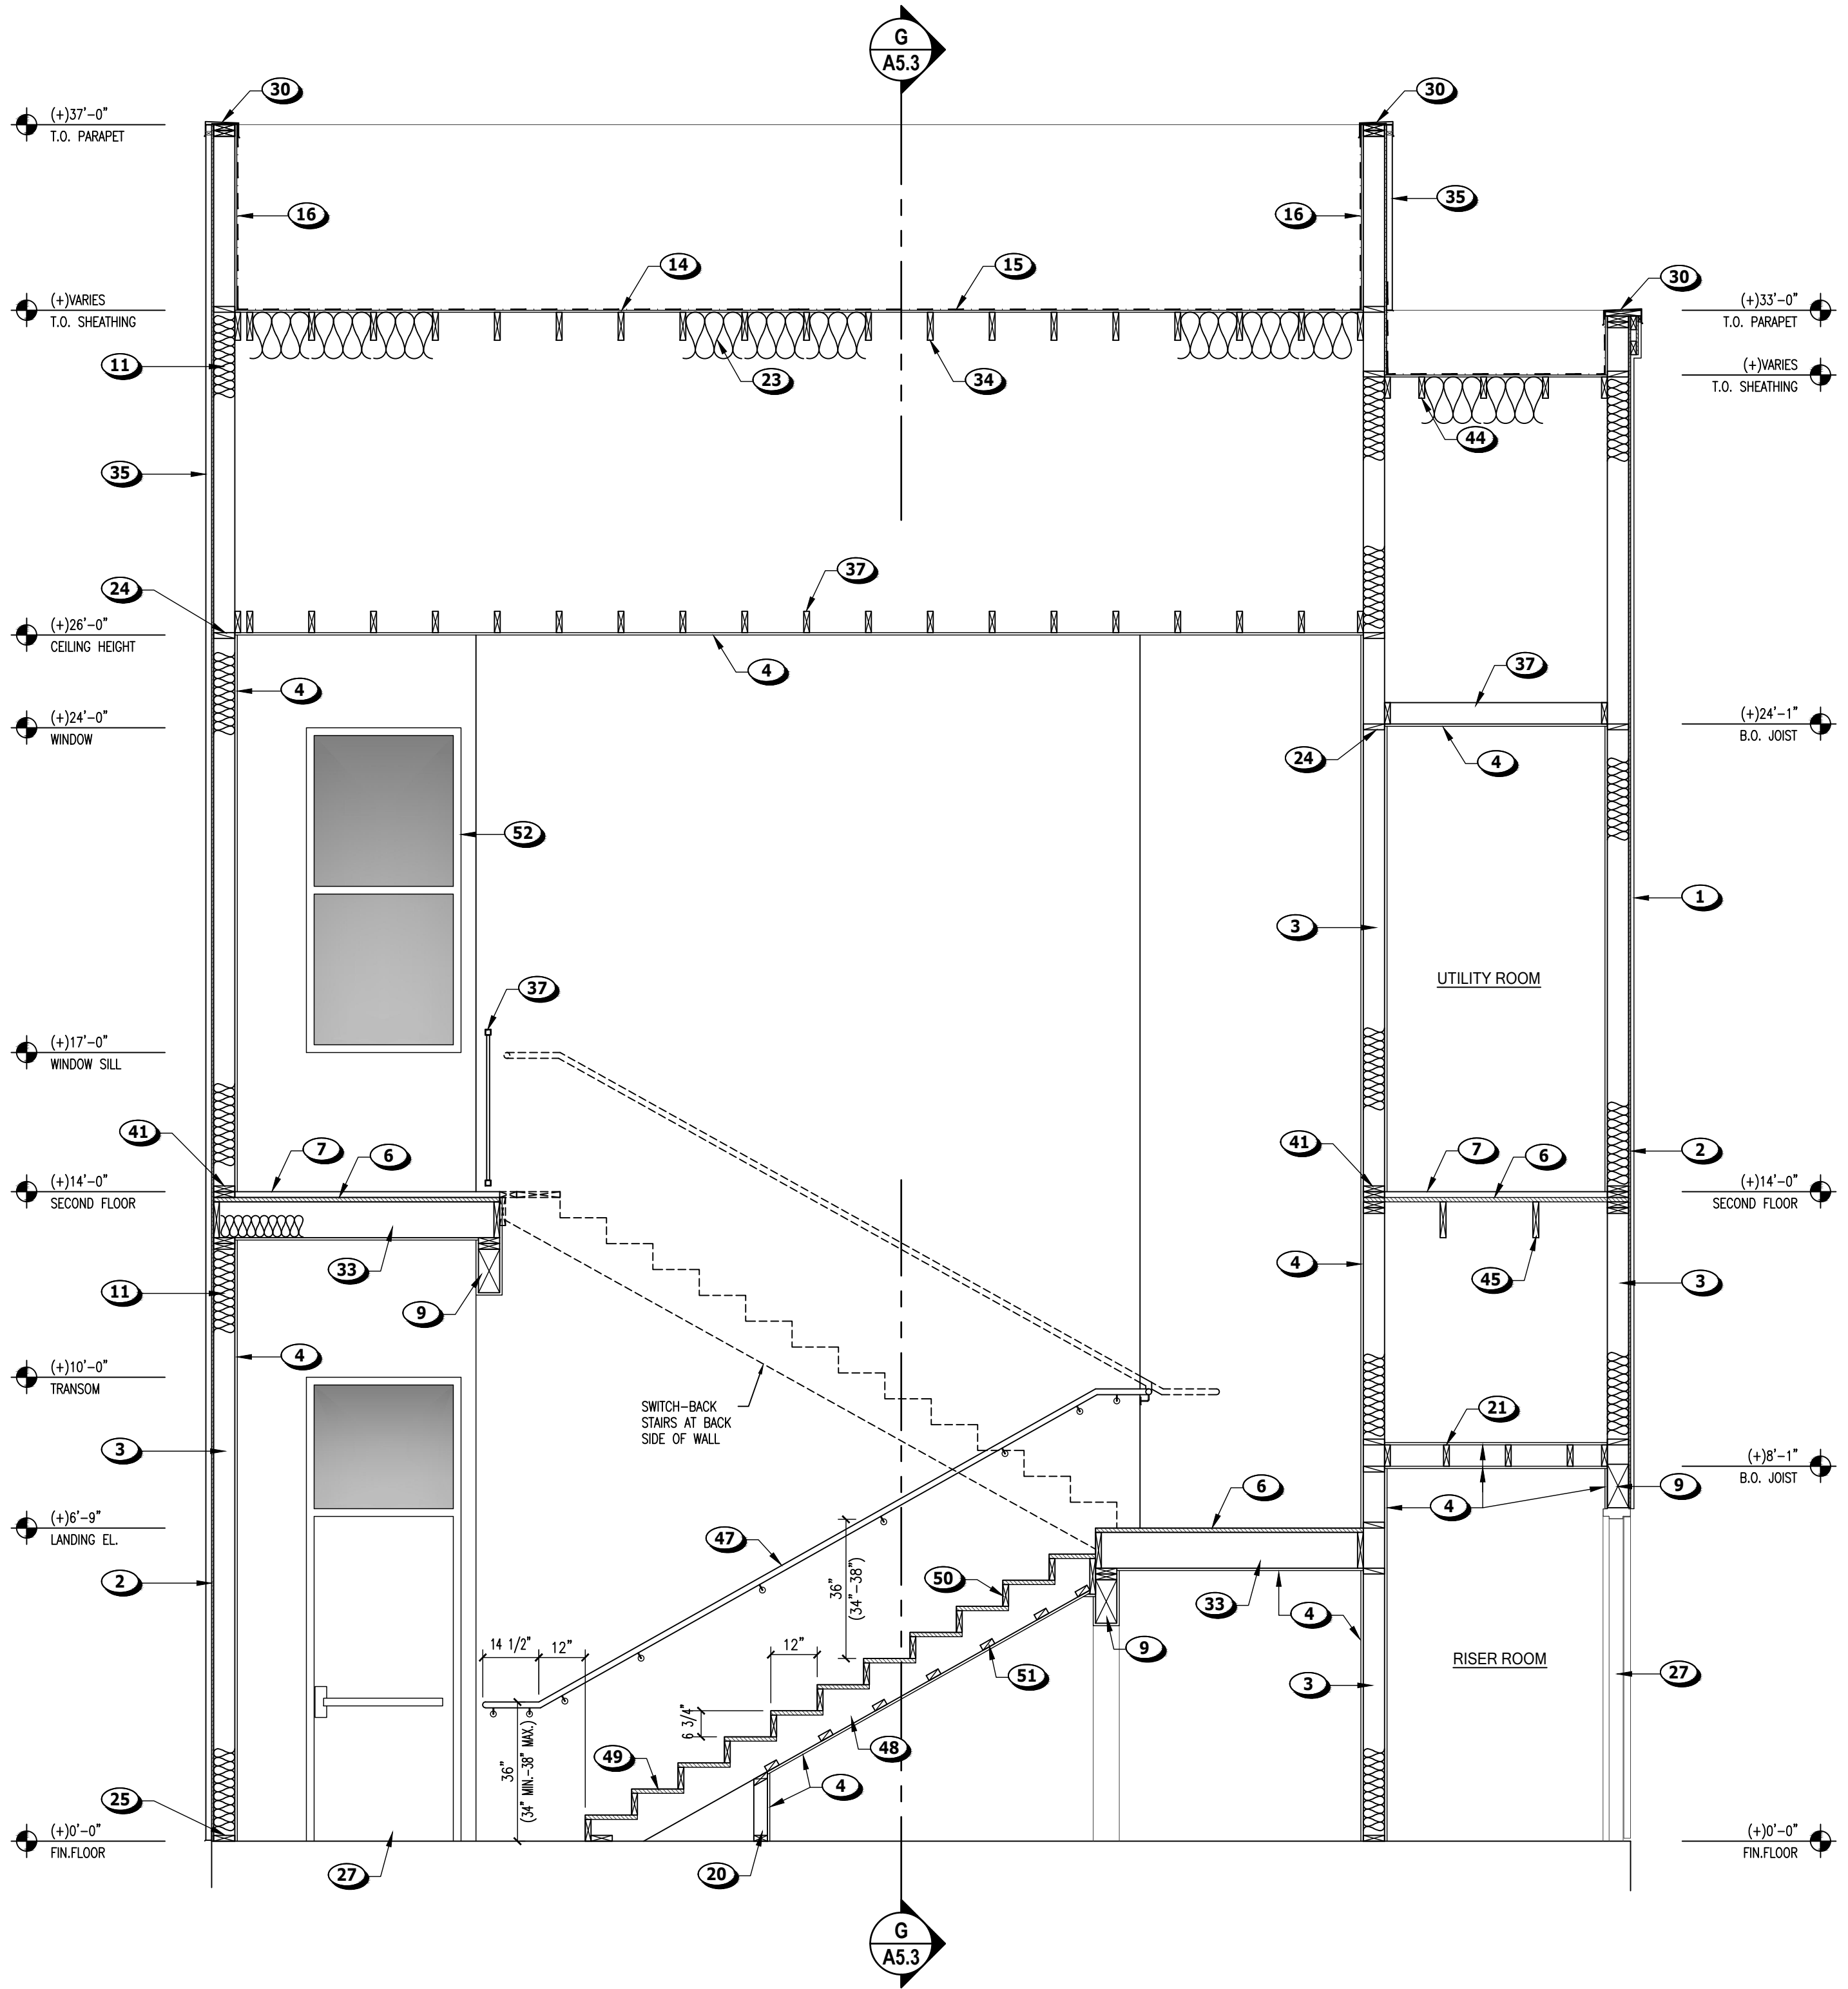 G
A5.3
30
30
(+)37'-0"
T.O. PARAPET
16
16
35
14
15
30
(+)VARIES
T.O. SHEATHING
(+)33'-0"
T.O. PARAPET
11
23
34
(+)VARIES
T.O. SHEATHING
44
35
24
37
(+)26'-0"
CEILING HEIGHT
4
4
37
(+)24'-0"
WINDOW
(+)24'-1"
B.O. JOIST
24
4
52
1
3
UTILITY ROOM
37
(+)17'-0"
WINDOW SILL
41
7
6
41
7
6
2
(+)14'-0"
SECOND FLOOR
(+)14'-0"
SECOND FLOOR
33
4
45
3
11
9
4
(+)10'-0"
TRANSOM
SWITCH-BACK
STAIRS AT BACK
SIDE OF WALL
21
3
(+)8'-1"
B.O. JOIST
6
4
9
(+)6'-9"
LANDING EL.
47
2
50
36"
(34"-38")
33
4
14 1/2"
12"
12"
9
RISER ROOM
51
3
27
6 3/4"
48
49
36"
(34" MIN.-38" MAX.)
4
25
(+)0'-0"
FIN.FLOOR
(+)0'-0"
FIN.FLOOR
27
20
G
A5.3